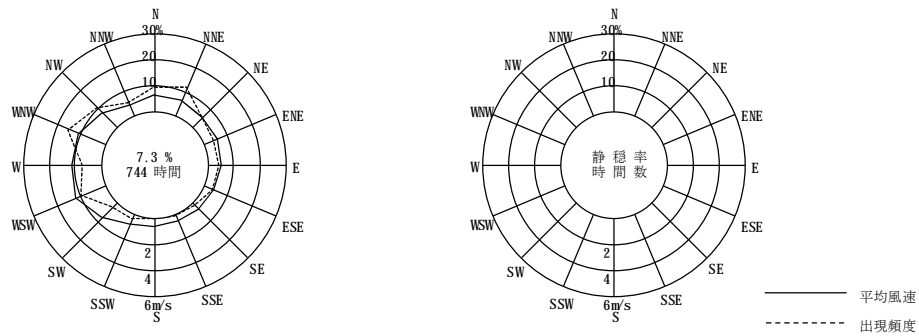 N
30%
NNW
NNE
NW
20
NE
10
WNW
ENE
7.3 %
W
E
744 時間
WSW
ESE
2
SW
SE
4
SSW
SSE
6m/s
S
N
30%
NNW
NNE
NW
20
NE
10
WNW
ENE
静 穏 率
W
E
時 間 数
WSW
ESE
2
SW
SE
4
SSW
SSE
6m/s
S
平均風速
出現頻度